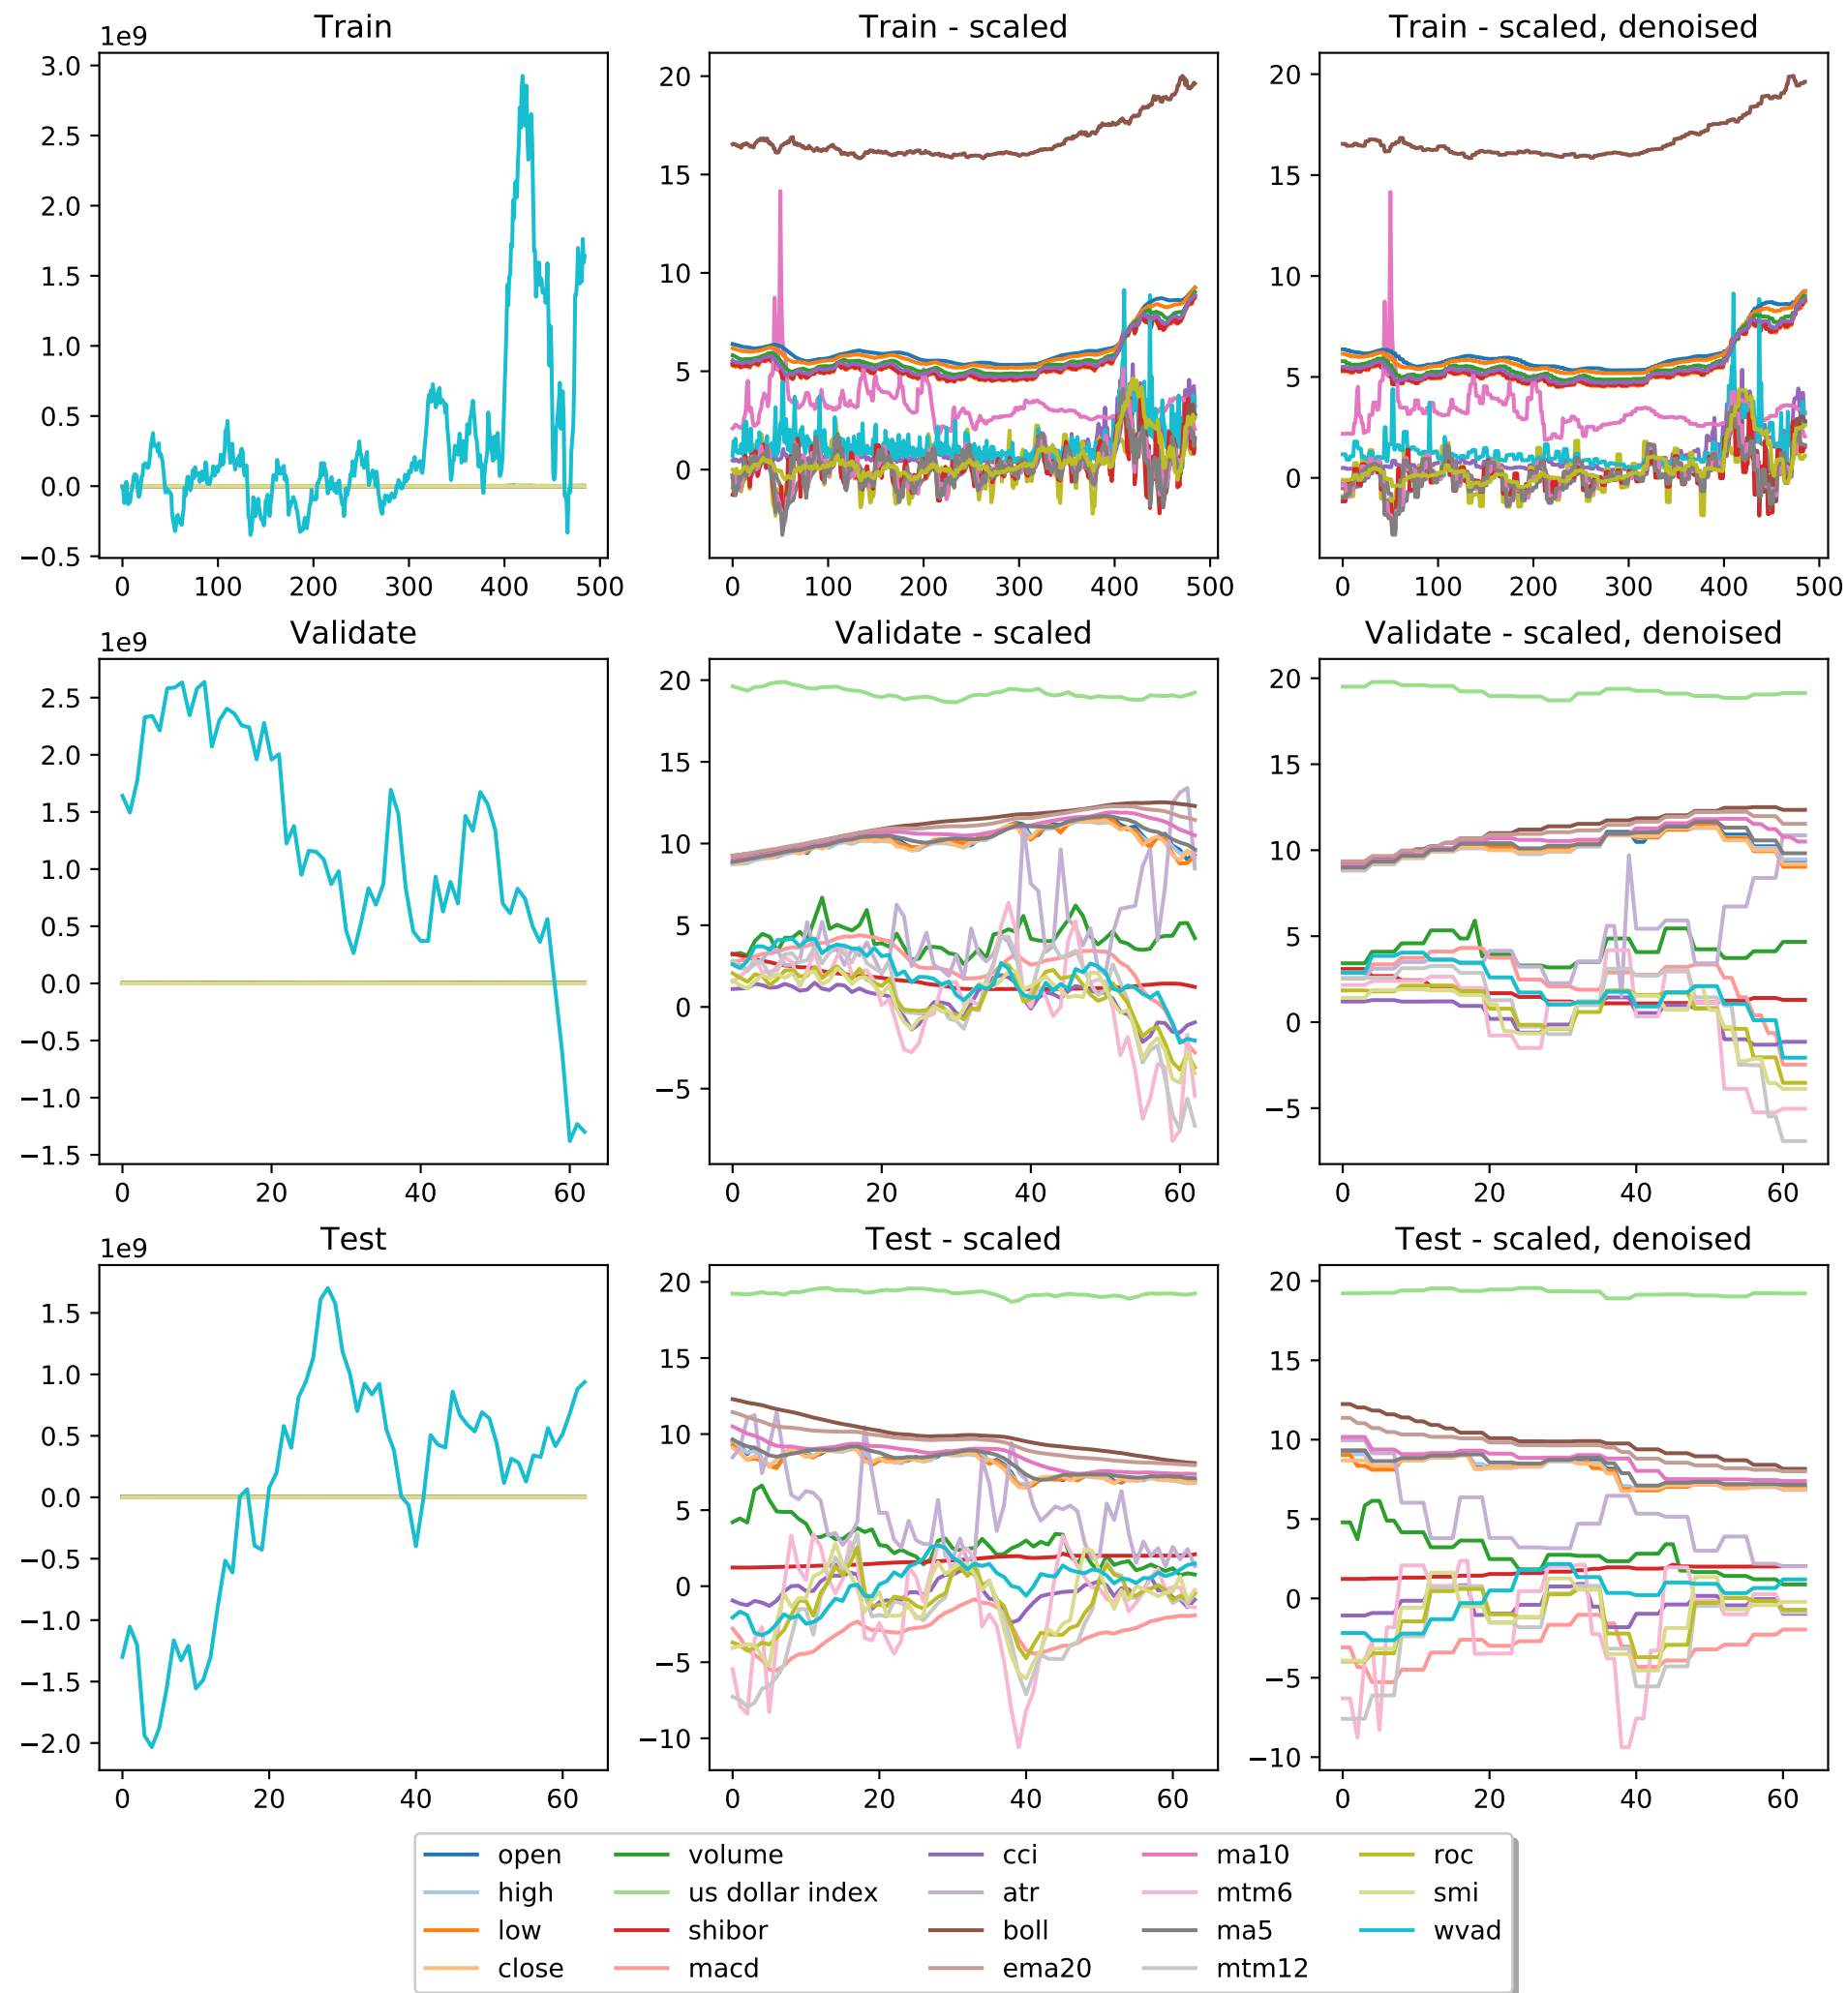 Train
Train - scaled
Train - scaled, denoised
1e9
3.0
2.5
2.0
1.5
1.0
0.5
0.0
−0.5
0 100 200 300 400 500
20
15
10
5
0
0 100 200 300 400 500
20
15
10
5
0
0 100 200 300 400 500
Validate
Validate - scaled
Validate - scaled, denoised
1e9
2.5
2.0
1.5
1.0
0.5
0.0
−0.5
−1.0
−1.5
0 20 40 60
20
15
10
5
0
−5
0 20 40 60
20
15
10
5
0
−5
0 20 40 60
Test
Test - scaled
Test - scaled, denoised
1e9
1.5
1.0
0.5
0.0
−0.5
−1.0
−1.5
−2.0
0 20 40 60
20
15
10
5
0
−5
−10
0 20 40 60
20
15
10
5
0
−5
−10
0 20 40 60
open
high
low
close
volume
us dollar index
shibor
macd
cci
atr
boll
ema20
ma10
mtm6
ma5
mtm12
roc
smi
wvad